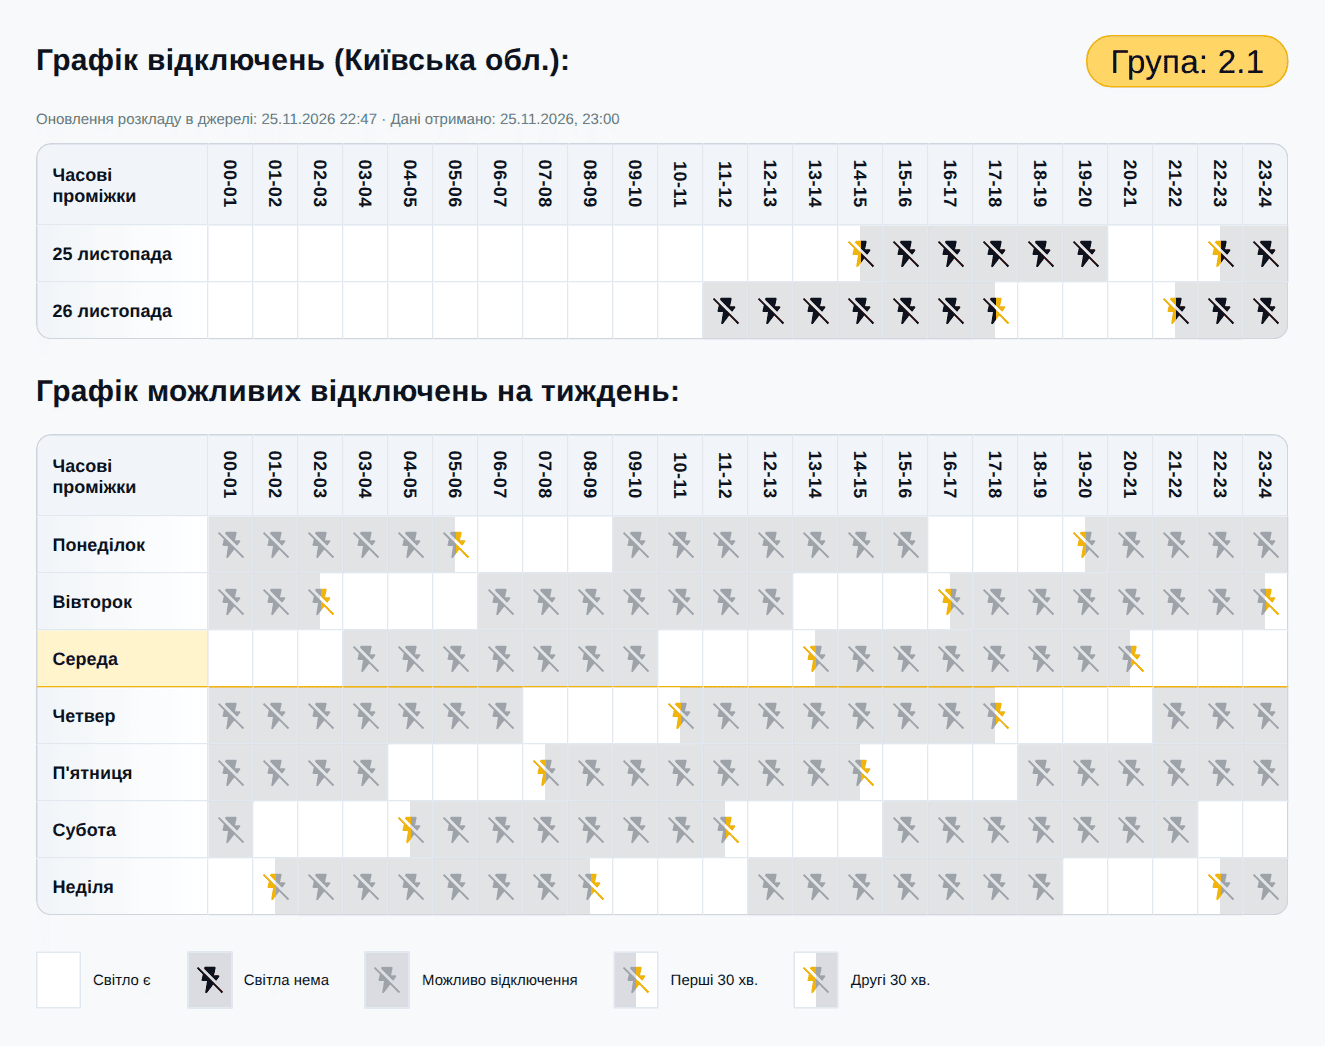 Графік відключень (Київська обл.):
Група: 2.1
Оновлення розкладу в джерелі: 25.11.2026 22:47 · Дані отримано: 25.11.2026, 23:00
Часові
проміжки
00-01 01-02 02-03 03-04 04-05 05-06 06-07 07-08 08-09 09-10 10-11 11-12 12-13 13-14 14-15 15-16 16-17 17-18 18-19 19-20 20-21 21-22 22-23 23-24
25 листопада
26 листопада
Графік можливих відключень на тиждень:
Часові
проміжки
00-01 01-02 02-03 03-04 04-05 05-06 06-07 07-08 08-09 09-10 10-11 11-12 12-13 13-14 14-15 15-16 16-17 17-18 18-19 19-20 20-21 21-22 22-23 23-24
Понеділок
Вівторок
Середа
Четвер
П'ятниця
Субота
Неділя
Світло є
Світла нема
Можливо відключення
Перші 30 хв.
Другі 30 хв.